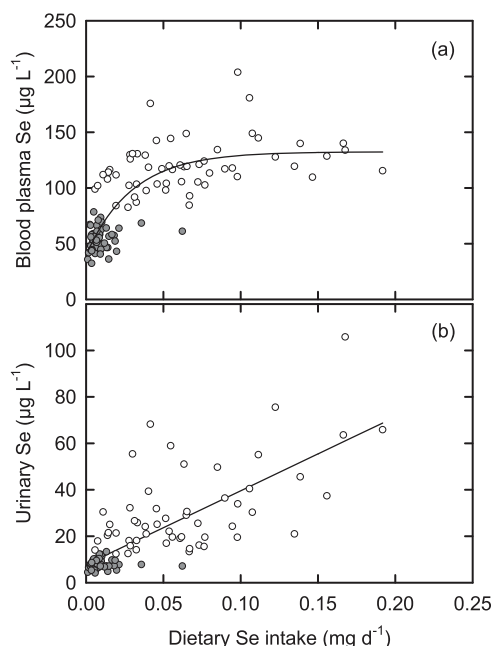 250
(a)
200
150
100
50
0
Blood plasma Se (µg L⁻¹)
(b)
100
80
60
40
20
0
Urinary Se (µg L⁻¹)
0.00 0.05 0.10 0.15 0.20 0.25
Dietary Se intake (mg d⁻¹)